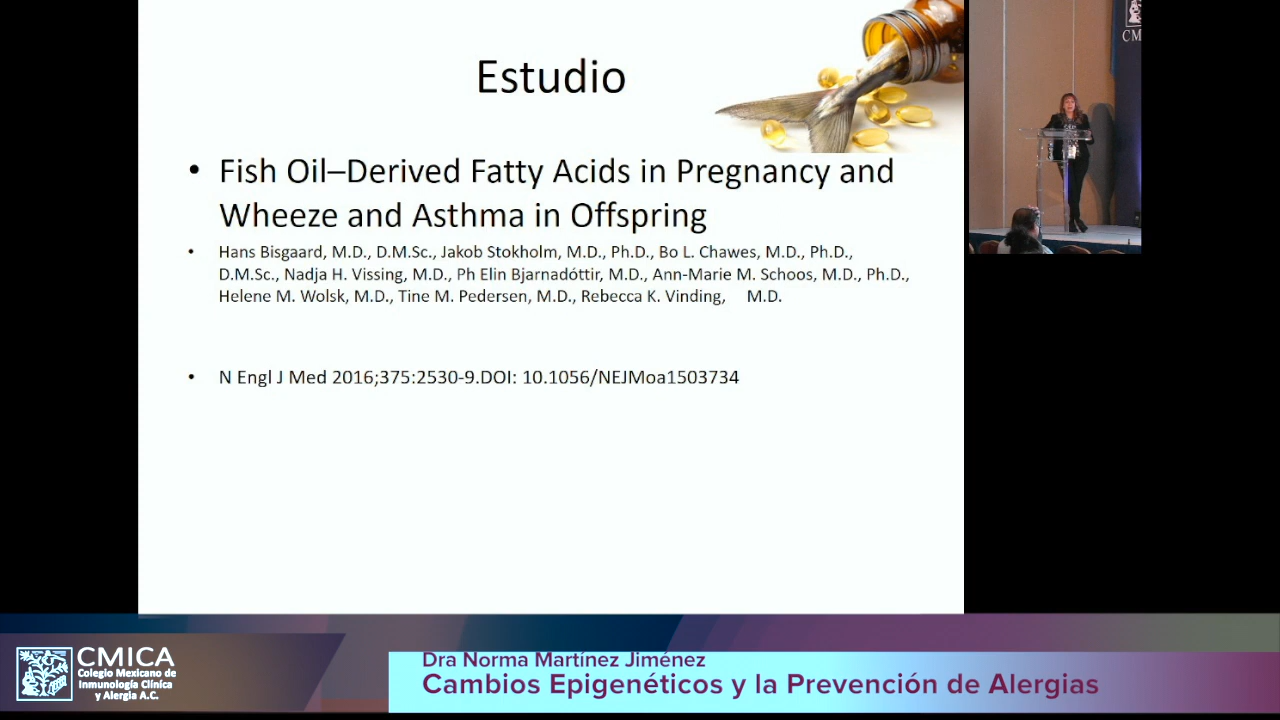 Estudio
• Fish Oil–Derived Fatty Acids in Pregnancy and
Wheeze and Asthma in Offspring
• Hans Bisgaard, M.D., D.M.Sc., Jakob Stokholm, M.D., Ph.D., Bo L. Chawes, M.D., Ph.D.,
D.M.Sc., Nadja H. Vissing, M.D., Ph Elin Bjarnadóttir, M.D., Ann-Marie M. Schoos, M.D., Ph.D.,
Helene M. Wolsk, M.D., Tine M. Pedersen, M.D., Rebecca K. Vinding, M.D.
• N Engl J Med 2016;375:2530-9.DOI: 10.1056/NEJMoa1503734
CM
CMICA
Colegio Mexicano de
Inmunología Clínica
y Alergia A.C.
Dra Norma Martínez Jiménez
Cambios Epigenéticos y la Prevención de Alergias